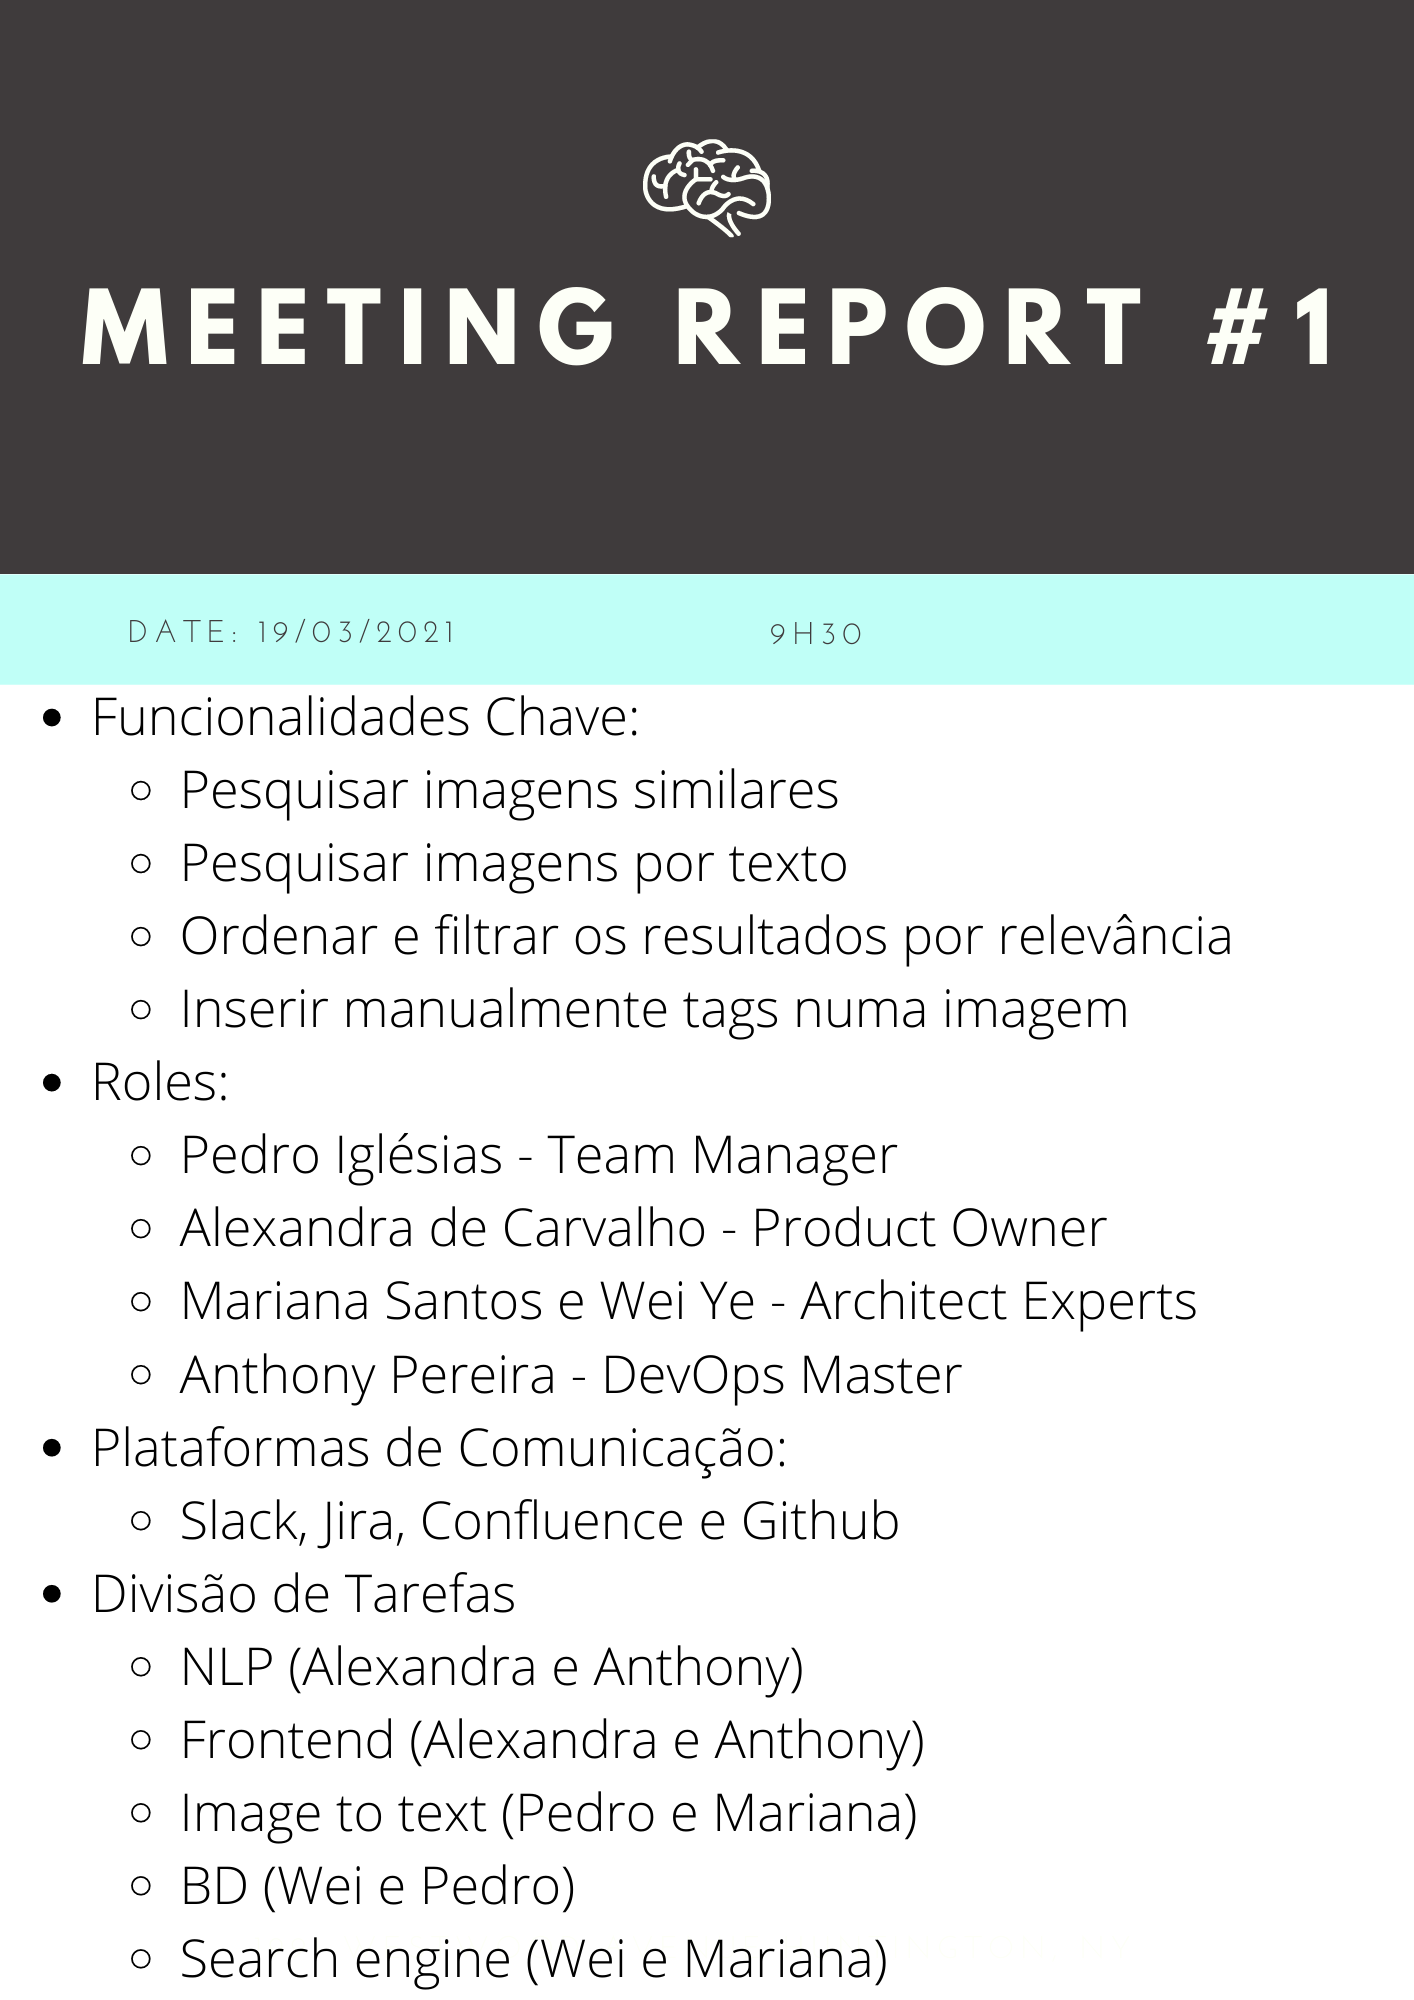 MEETING REPORT #1
DATE: 19/03/2021
9H30
Funcionalidades Chave:
Pesquisar imagens similares
Pesquisar imagens por texto
Ordenar e filtrar os resultados por relevância
Inserir manualmente tags numa imagem
Roles:
Pedro Iglésias - Team Manager
Alexandra de Carvalho - Product Owner
Mariana Santos e Wei Ye - Architect Experts
Anthony Pereira - DevOps Master
Plataformas de Comunicação:
Slack, Jira, Confluence e Github
Divisão de Tarefas
NLP (Alexandra e Anthony)
Frontend (Alexandra e Anthony)
Image to text (Pedro e Mariana)
BD (Wei e Pedro)
Search engine (Wei e Mariana)